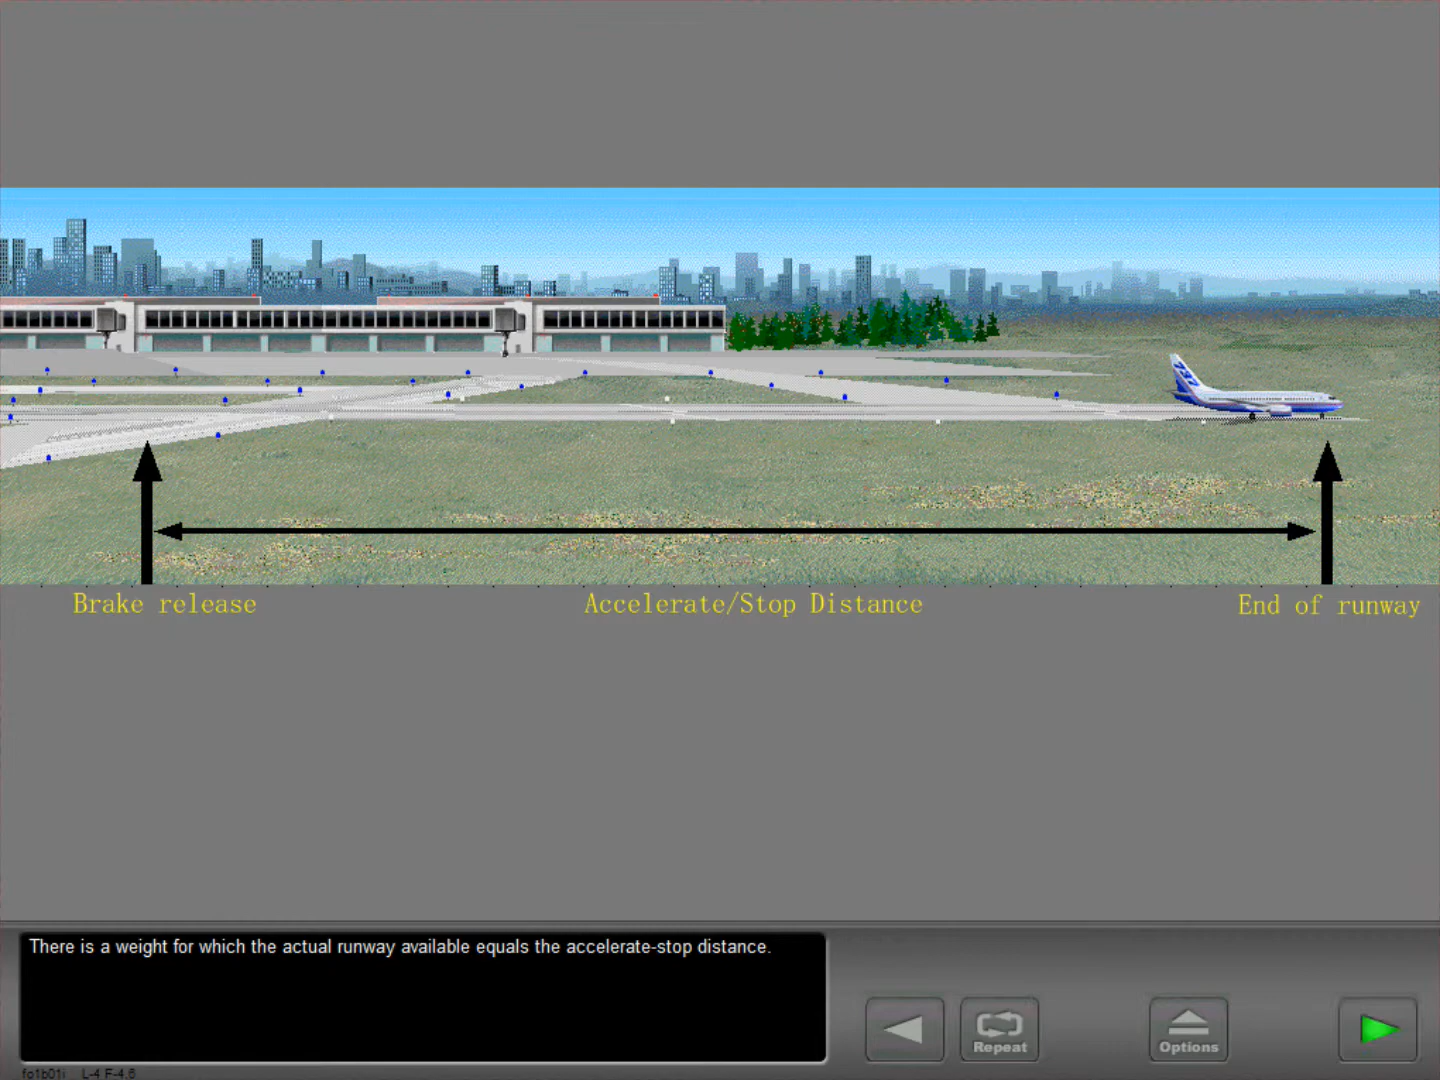 Brake release
Accelerate/Stop Distance
End of runway
There is a weight for which the actual runway available equals the accelerate-stop distance.
Repeat
Options
fo1b01i L-4 F-4.6